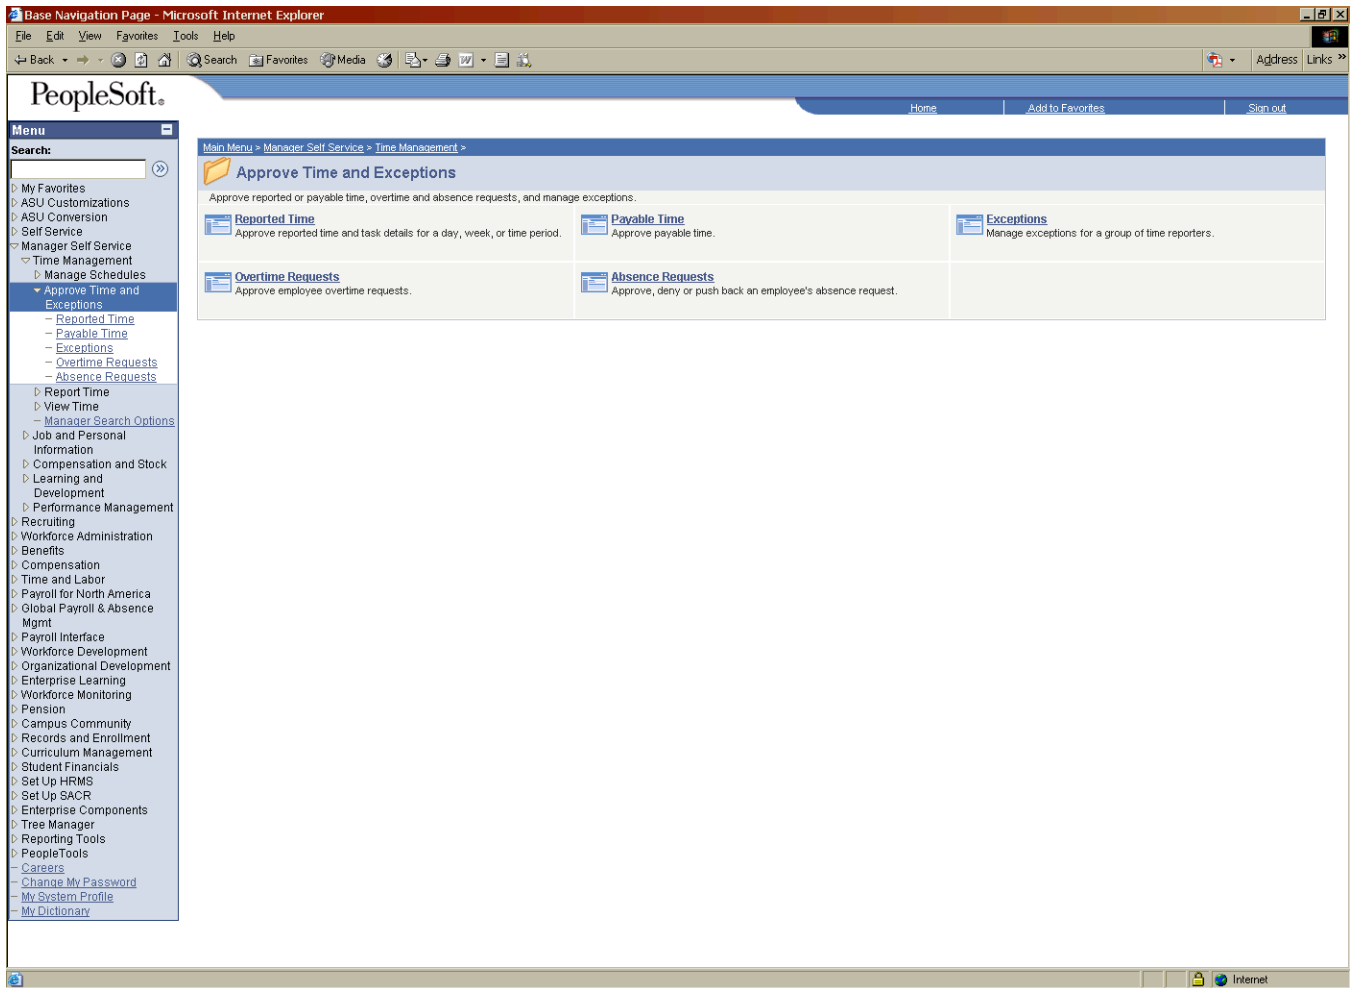 Base Navigation Page - Microsoft Internet Explorer
File Edit View Favorites Tools Help
Back Search Favorites Media Address Links »
PeopleSoft.
Home Add to Favorites Sign out
Menu
Search:
My Favorites
ASU Customizations
ASU Conversion
Self Service
Manager Self Service
Time Management
Manage Schedules
Approve Time and
Exceptions
– Reported Time
– Payable Time
– Exceptions
– Overtime Requests
– Absence Requests
Report Time
View Time
– Manager Search Options
Job and Personal
Information
Compensation and Stock
Learning and
Development
Performance Management
Recruiting
Workforce Administration
Benefits
Compensation
Time and Labor
Payroll for North America
Global Payroll & Absence
Mgmt
Payroll Interface
Workforce Development
Organizational Development
Enterprise Learning
Workforce Monitoring
Pension
Campus Community
Records and Enrollment
Curriculum Management
Student Financials
Set Up HRMS
Set Up SACR
Enterprise Components
Tree Manager
Reporting Tools
PeopleTools
– Careers
– Change My Password
– My System Profile
– My Dictionary
Main Menu > Manager Self Service > Time Management >
Approve Time and Exceptions
Approve reported or payable time, overtime and absence requests, and manage exceptions.
Reported Time
Approve reported time and task details for a day, week, or time period.
Payable Time
Approve payable time.
Exceptions
Manage exceptions for a group of time reporters.
Overtime Requests
Approve employee overtime requests.
Absence Requests
Approve, deny or push back an employee's absence request.
Internet